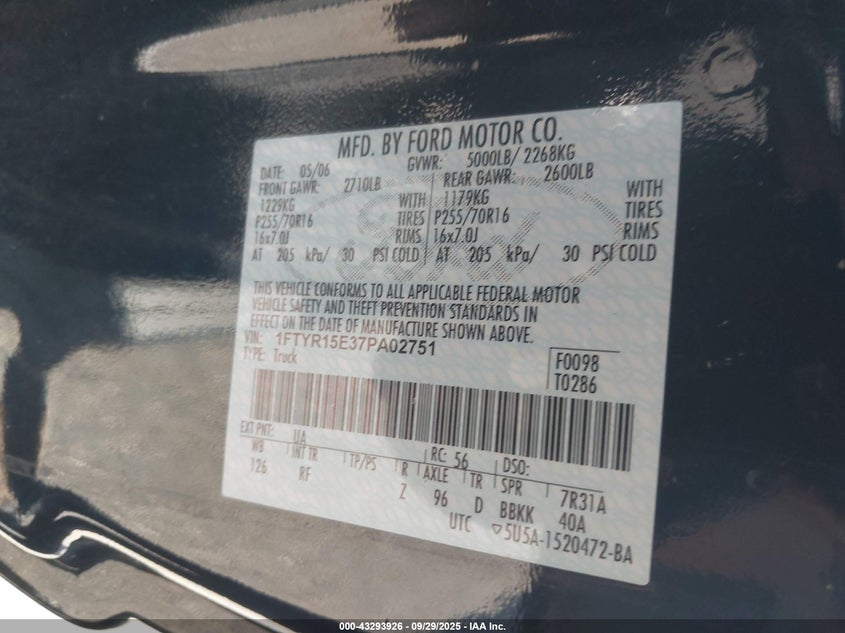 MFD. BY FORD MOTOR CO.
DATE: 05/06 GVWR: 5000LB/ 2268KG
FRONT GAWR: 2710LB REAR GAWR: 2600LB
1229KG WITH 1179KG WITH
P255/70R16 TIRES P255/70R16 TIRES
16x7.0J RIMS 16x7.0J RIMS
AT 205 kPa/ 30 PSI COLD AT 205 kPa/ 30 PSI COLD
THIS VEHICLE CONFORMS TO ALL APPLICABLE FEDERAL MOTOR
VEHICLE SAFETY AND THEFT PREVENTION STANDARDS IN
EFFECT ON THE DATE OF MANUFACTURE SHOWN ABOVE.
VIN: 1FTYR15E37PA02751
TYPE: Truck
F0098
T0286
EXT PNT: UA RC: 56 DSO:
WB INT TR TP/PS R AXLE TR SPR 7R31A
126 RF Z 96 D BBKK 40A
UTC ▽5U5A-1520472-BA
Ford
000-43293926 - 09/29/2025 - IAA Inc.